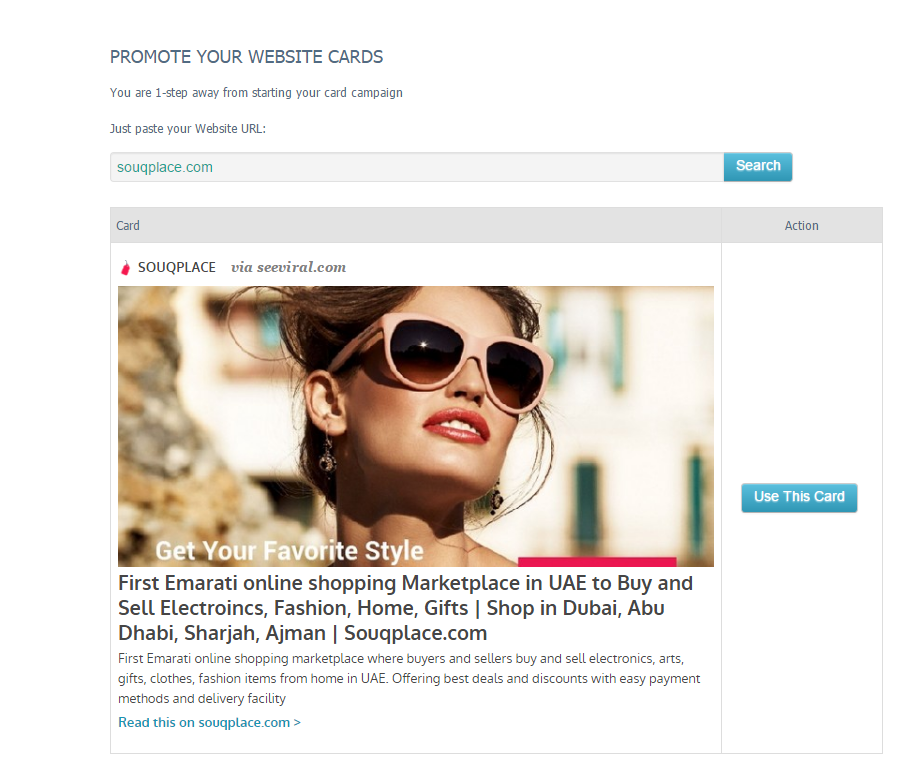 PROMOTE YOUR WEBSITE CARDS
You are 1-step away from starting your card campaign
Just paste your Website URL:
souqplace.com
Search
Card
Action
SOUQPLACE via seeviral.com
Get Your Favorite Style
Use This Card
First Emarati online shopping Marketplace in UAE to Buy and
Sell Electroincs, Fashion, Home, Gifts | Shop in Dubai, Abu
Dhabi, Sharjah, Ajman | Souqplace.com
First Emarati online shopping marketplace where buyers and sellers buy and sell electronics, arts,
gifts, clothes, fashion items from home in UAE. Offering best deals and discounts with easy payment
methods and delivery facility
Read this on souqplace.com >